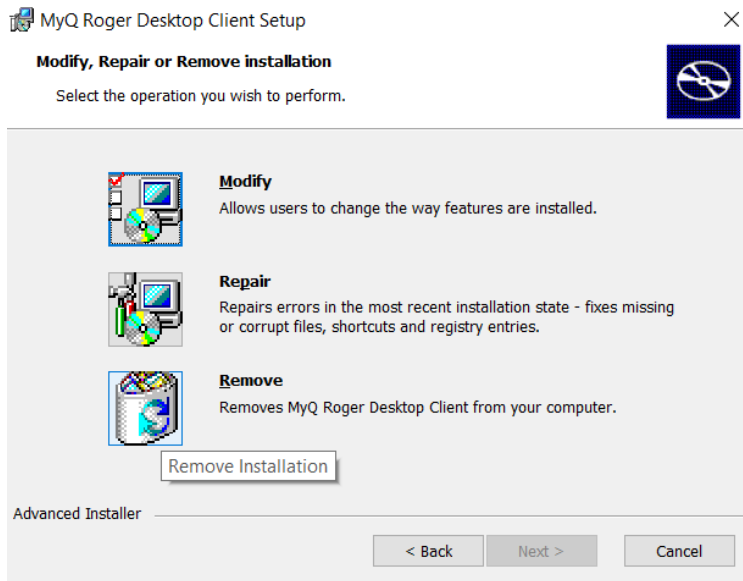 MyQ Roger Desktop Client Setup
Modify, Repair or Remove installation
Select the operation you wish to perform.
Modify
Allows users to change the way features are installed.
Repair
Repairs errors in the most recent installation state - fixes missing
or corrupt files, shortcuts and registry entries.
Remove
Removes MyQ Roger Desktop Client from your computer.
Remove Installation
Advanced Installer
< Back
Next >
Cancel